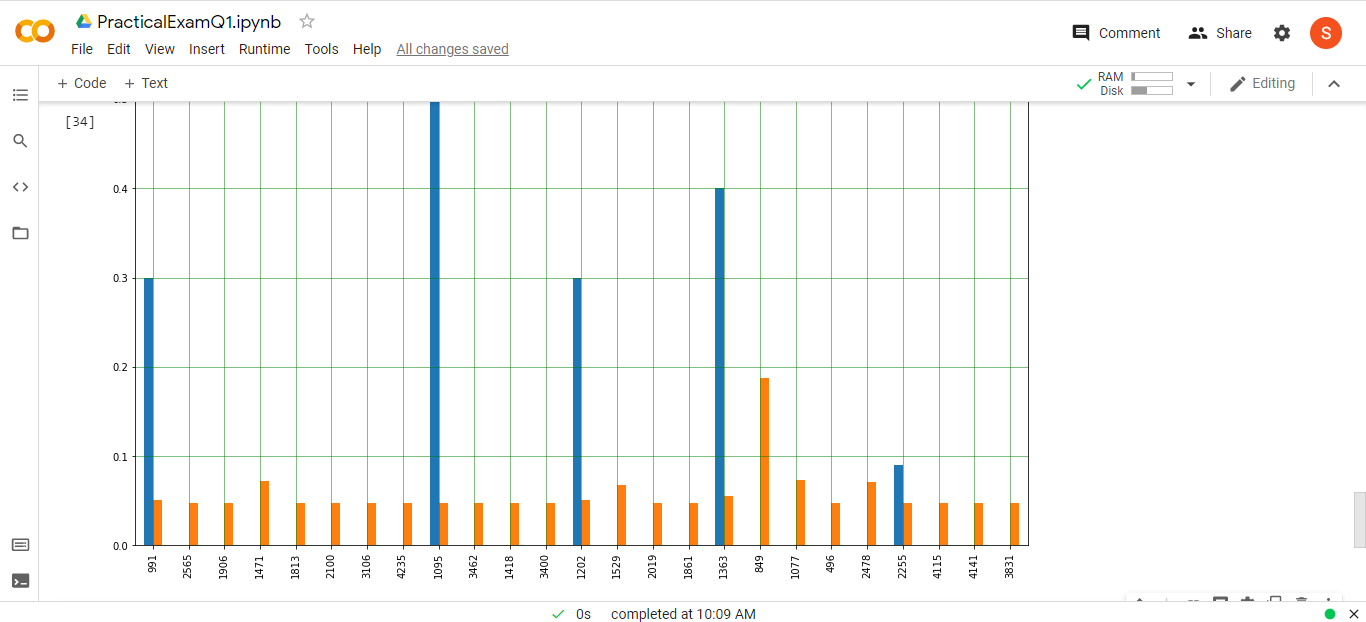 PracticalExamQ1.ipynb
File Edit View Insert Runtime Tools Help All changes saved
Comment Share S
+ Code + Text
RAM
Disk
Editing
[34]
0.4
0.3
0.2
0.1
0.0
991 2565 1906 1471 1813 2100 3106 4235 1095 3462 1418 3400 1202 1529 2019 1861 1363 849 1077 496 2478 2255 4115 4141 3831
0s completed at 10:09 AM